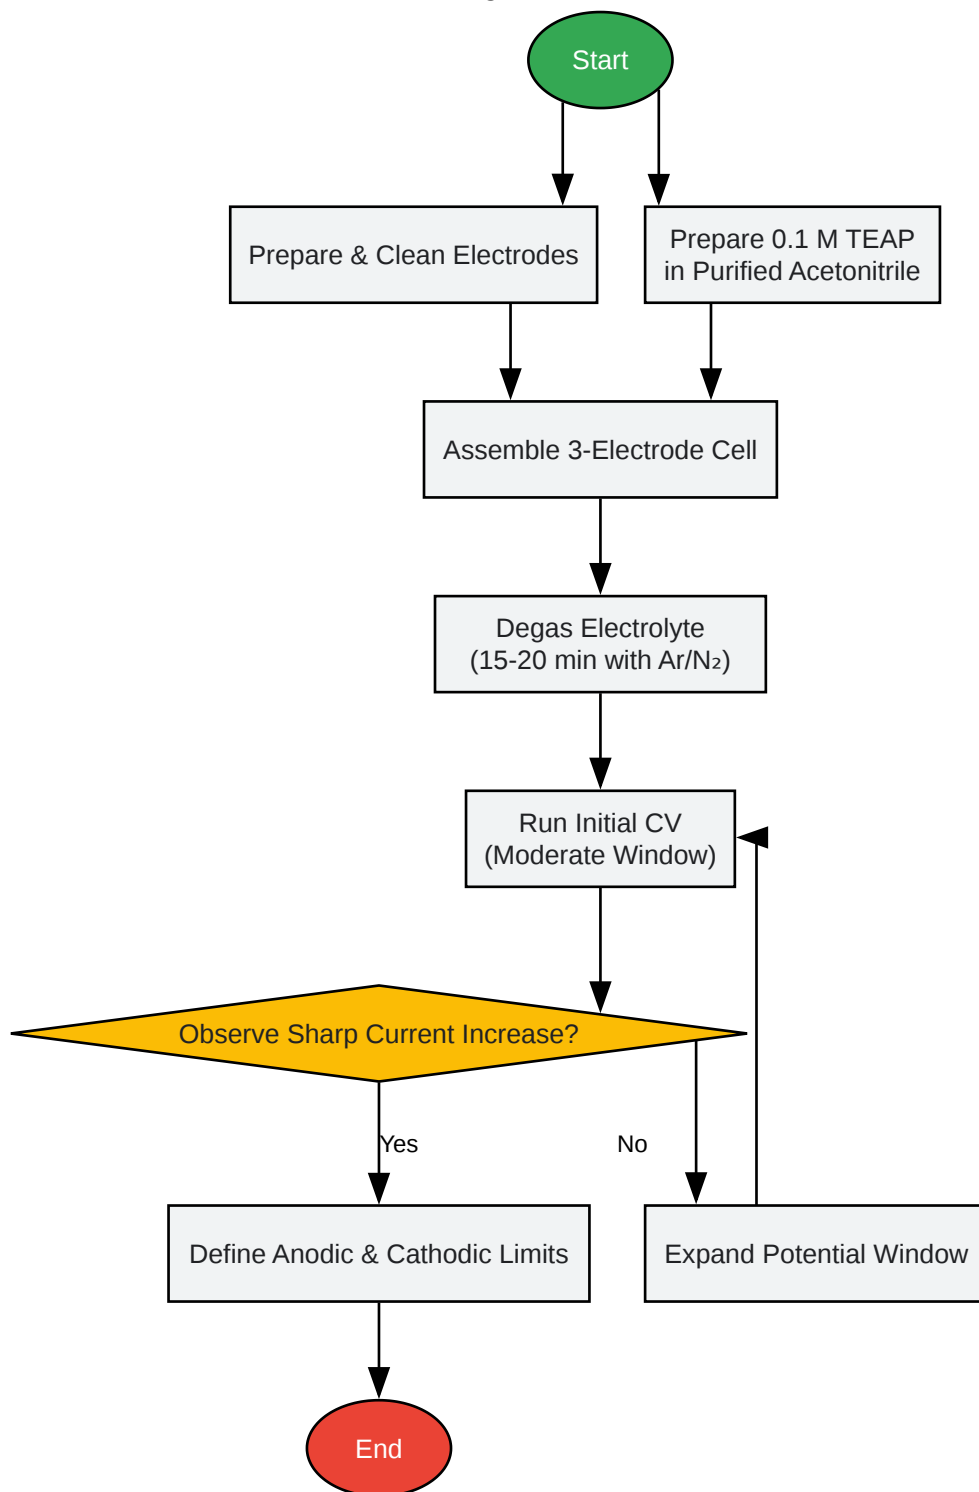 Start
Prepare & Clean Electrodes
Prepare 0.1 M TEAP
in Purified Acetonitrile
Assemble 3-Electrode Cell
Degas Electrolyte
(15-20 min with Ar/N₂)
Run Initial CV
(Moderate Window)
Observe Sharp Current Increase?
Yes
No
Define Anodic & Cathodic Limits
Expand Potential Window
End